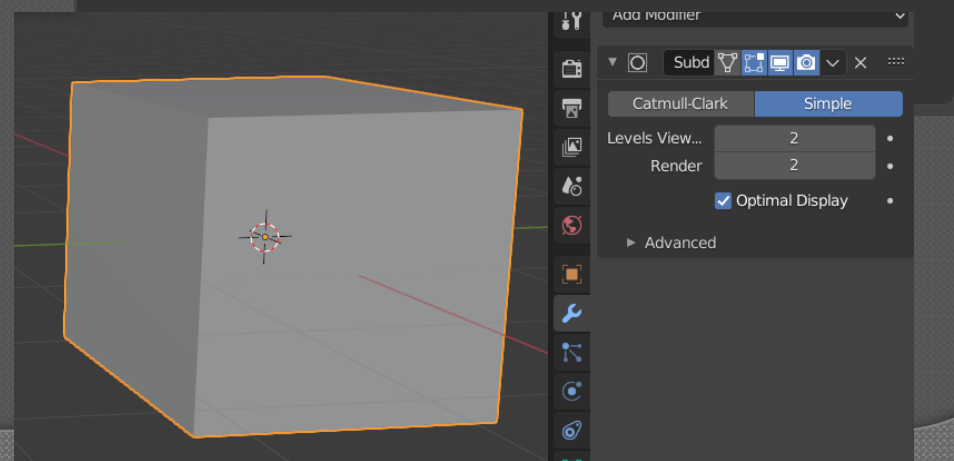 Add Modifier
Subd
Catmull-Clark Simple
Levels View... 2
Render 2
Optimal Display
Advanced